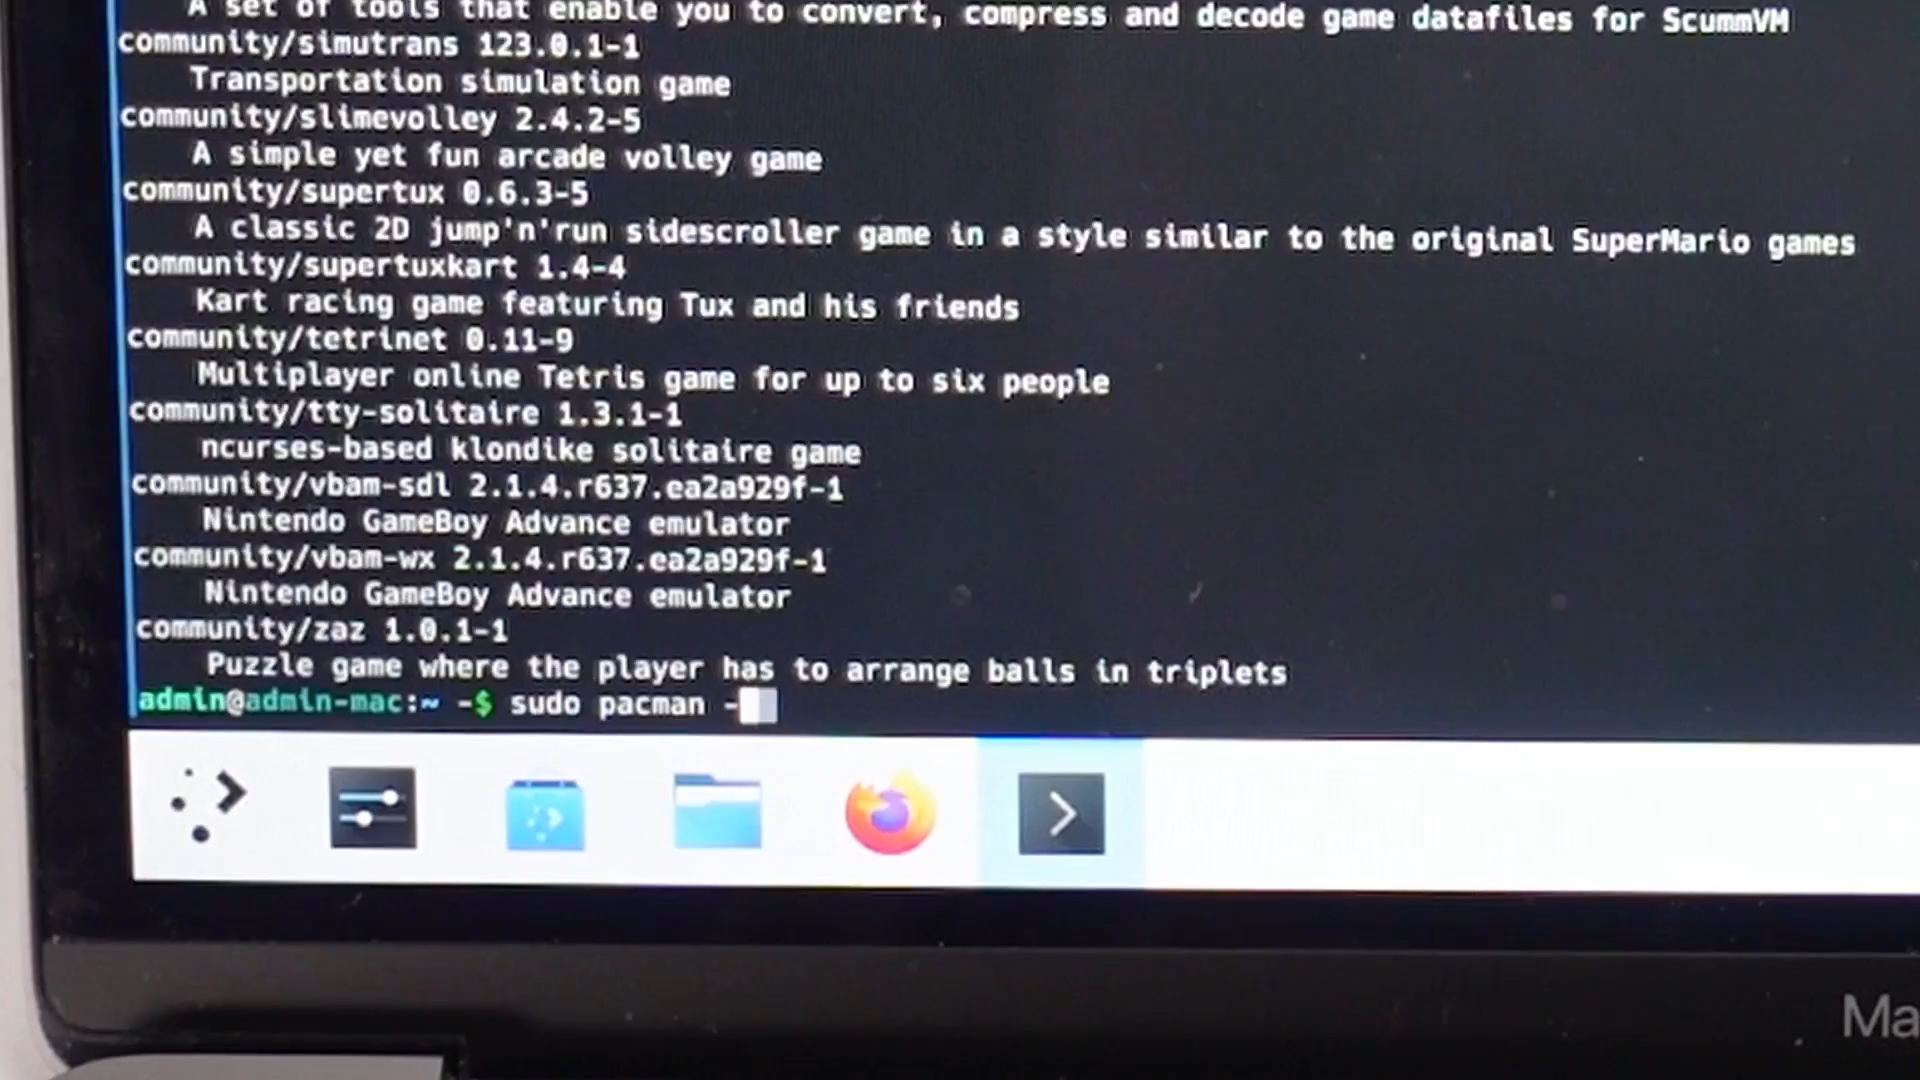 A set of tools that enable you to convert, compress and decode game datafiles for ScummVM
community/simutrans 123.0.1-1
Transportation simulation game
community/slimevolley 2.4.2-5
A simple yet fun arcade volley game
community/supertux 0.6.3-5
A classic 2D jump'n'run sidescroller game in a style similar to the original SuperMario games
community/supertuxkart 1.4-4
Kart racing game featuring Tux and his friends
community/tetrinet 0.11-9
Multiplayer online Tetris game for up to six people
community/tty-solitaire 1.3.1-1
ncurses-based klondike solitaire game
community/vbam-sdl 2.1.4.r637.ea2a929f-1
Nintendo GameBoy Advance emulator
community/vbam-wx 2.1.4.r637.ea2a929f-1
Nintendo GameBoy Advance emulator
community/zaz 1.0.1-1
Puzzle game where the player has to arrange balls in triplets
admin@admin-mac:~ -$ sudo pacman -
Ma